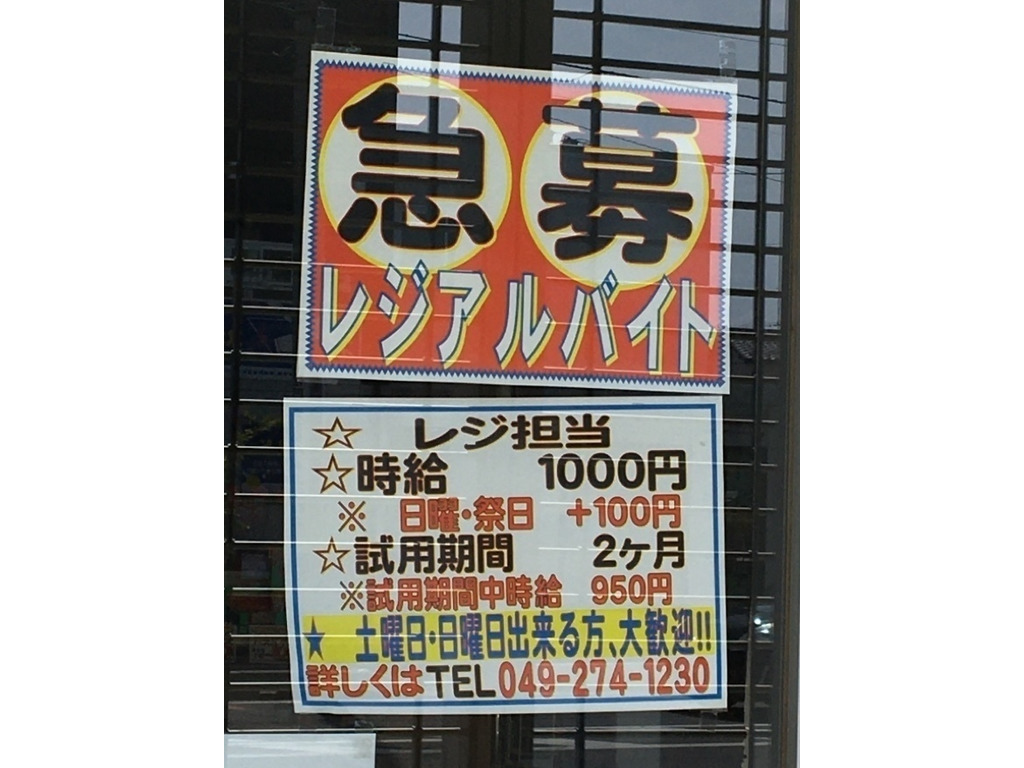 急募
レジアルバイト
☆ レジ担当
☆時給 1000円
※ 日曜・祭日 +100円
☆試用期間 2ヶ月
※試用期間中時給 950円
★ 土曜日・日曜日出来る方、大歓迎!!
詳しくはTEL049-274-1230